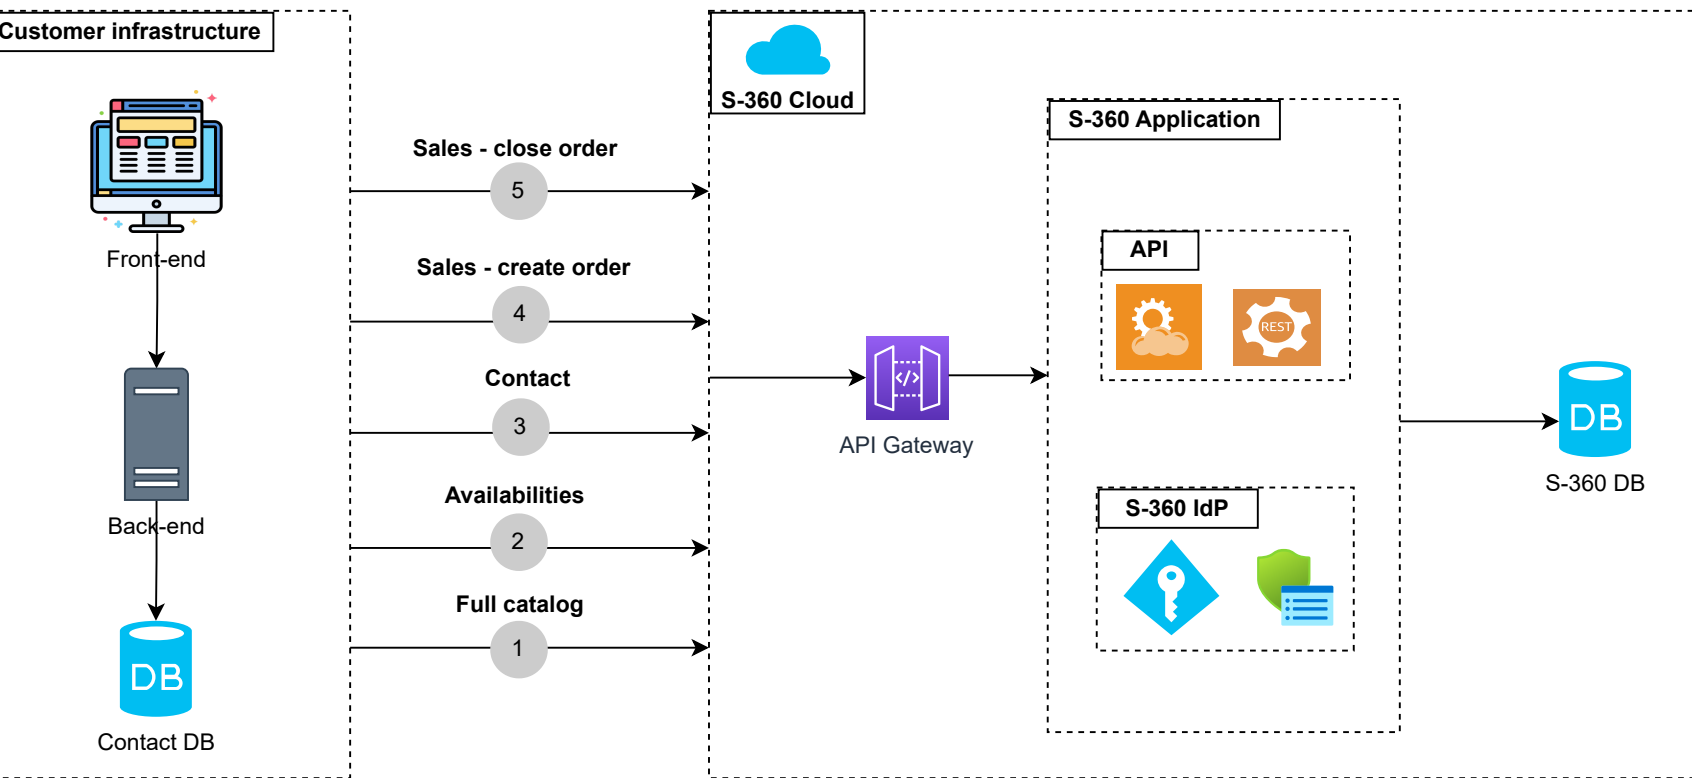 Customer infrastructure
Front-end
Back-end
DB
Contact DB
Sales - close order
5
Sales - create order
4
Contact
3
Availabilities
2
Full catalog
1
S-360 Cloud
</>
API Gateway
S-360 Application
API
REST
S-360 IdP
DB
S-360 DB